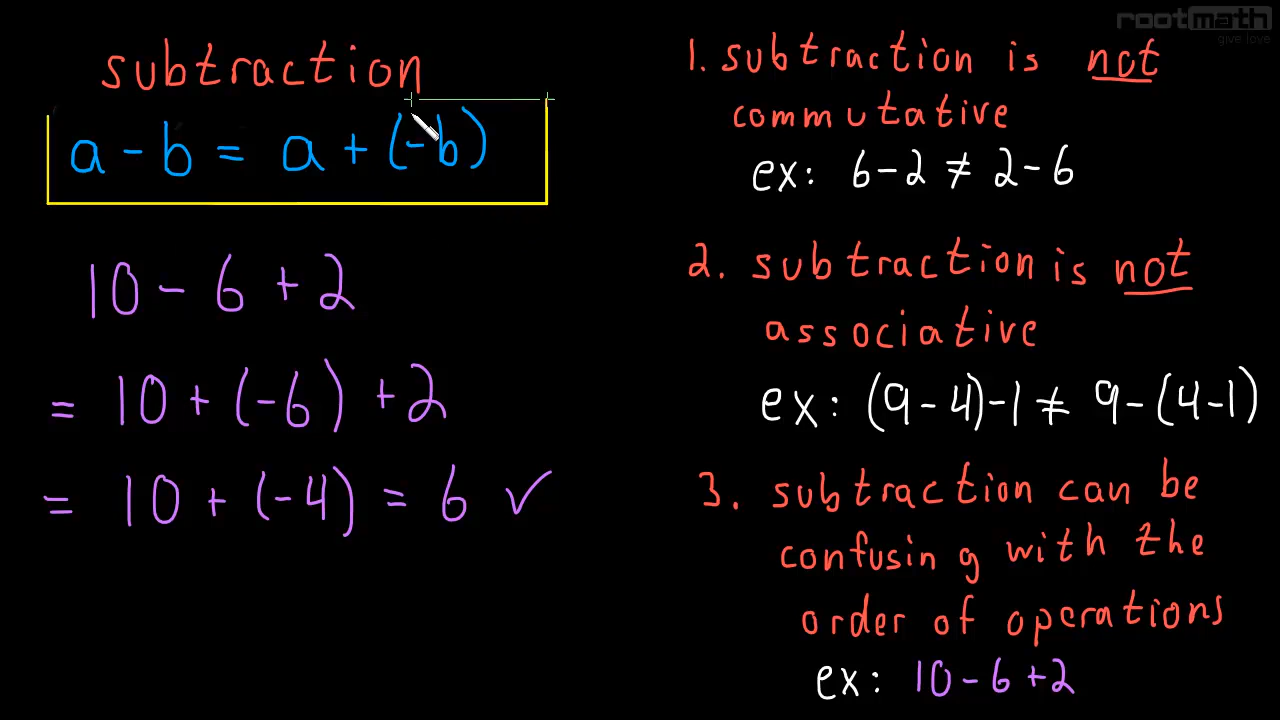 rootmath
give love
subtraction
a - b = a + (-b)
10 - 6 + 2
= 10 + (-6) + 2
= 10 + (-4) = 6 ✓
1. subtraction is not
commutative
ex: 6 - 2 ≠ 2 - 6
2. subtraction is not
associative
ex: (9 - 4) - 1 ≠ 9 - (4 - 1)
3. subtraction can be
confusing with the
order of operations
ex: 10 - 6 + 2